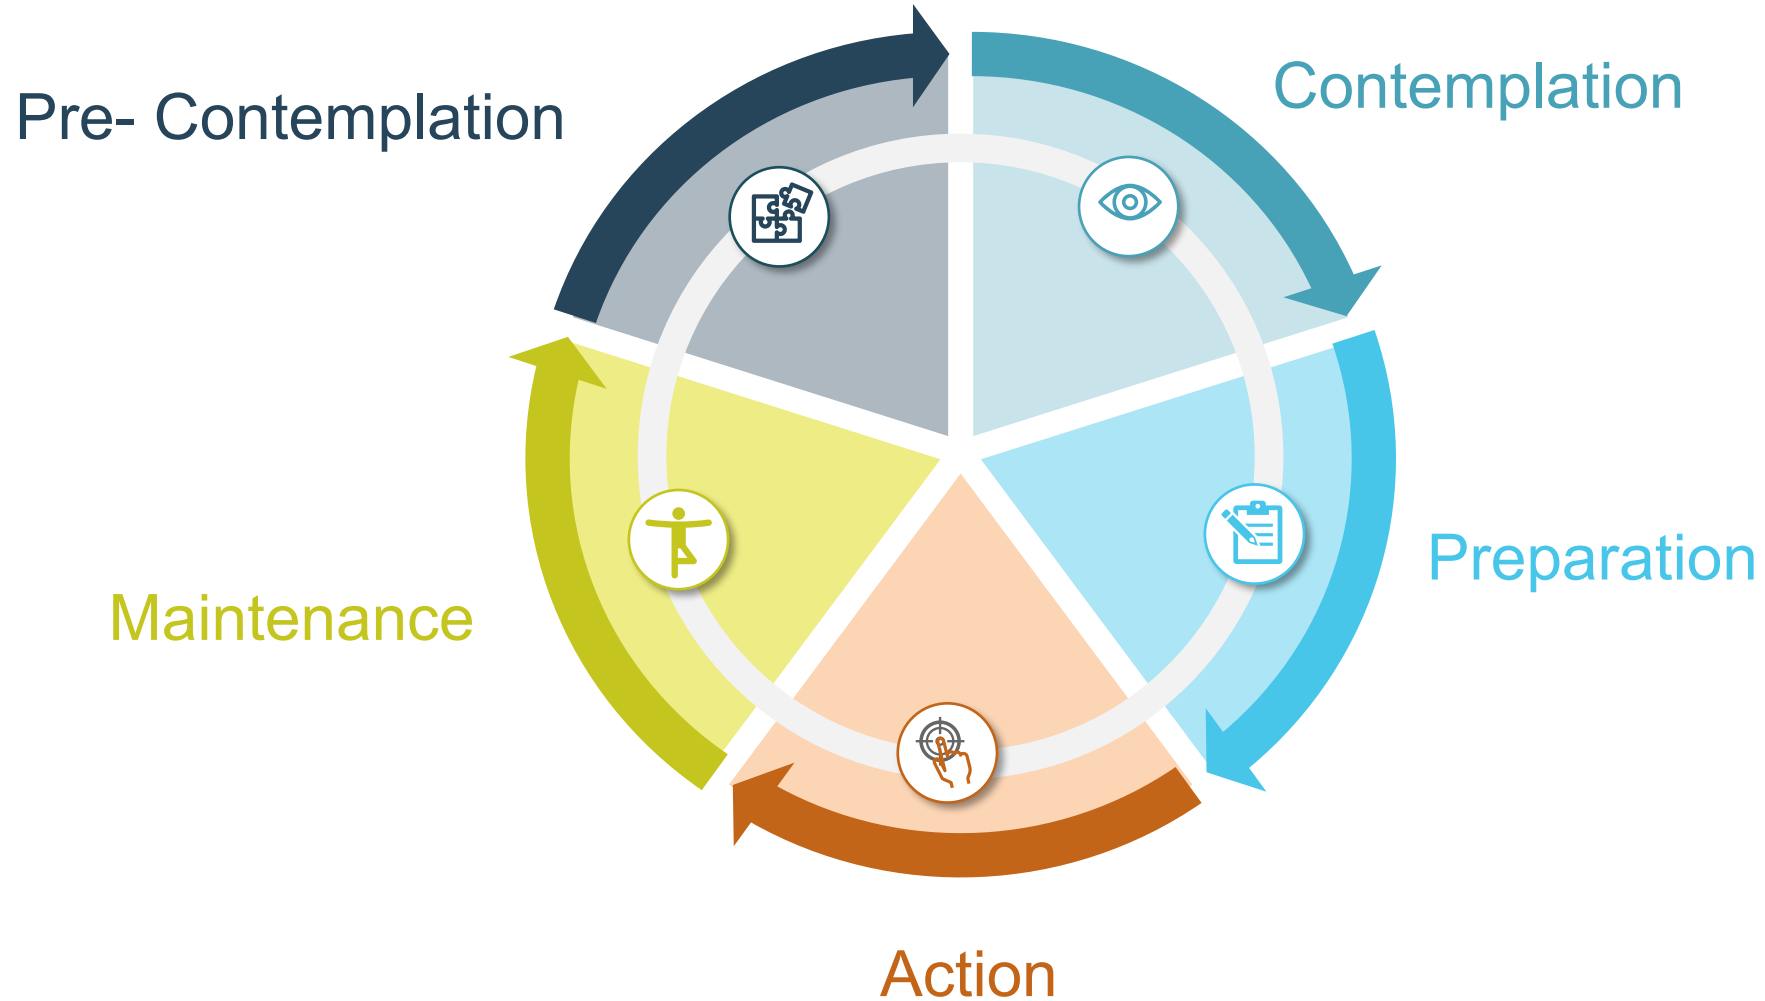 Pre- Contemplation
Contemplation
Preparation
Action
Maintenance